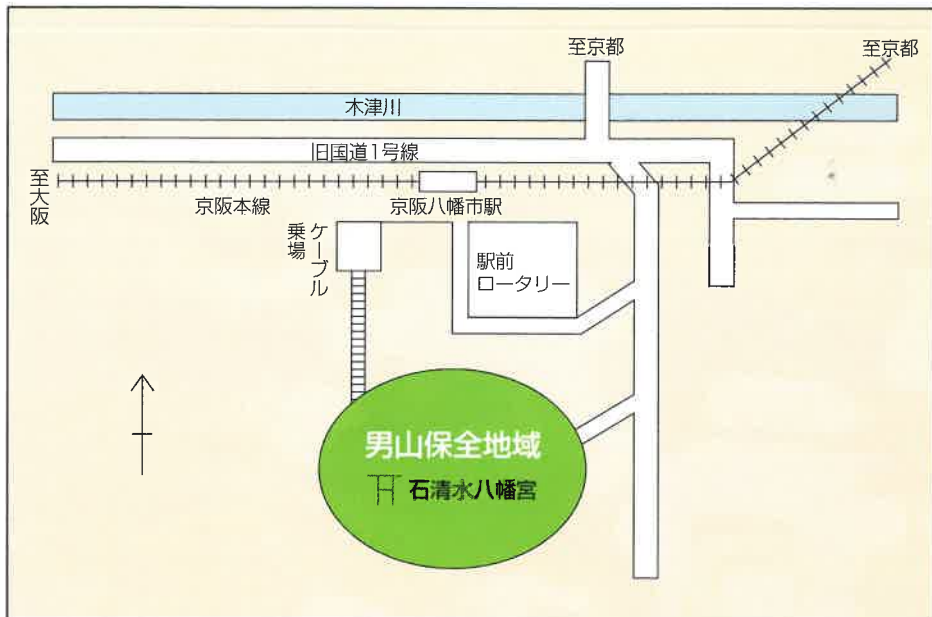 至京都
至京都
木津川
旧国道1号線
至大阪
京阪本線
京阪八幡市駅
ケーブル
乗場
駅前
ロータリー
男山保全地域
石清水八幡宮